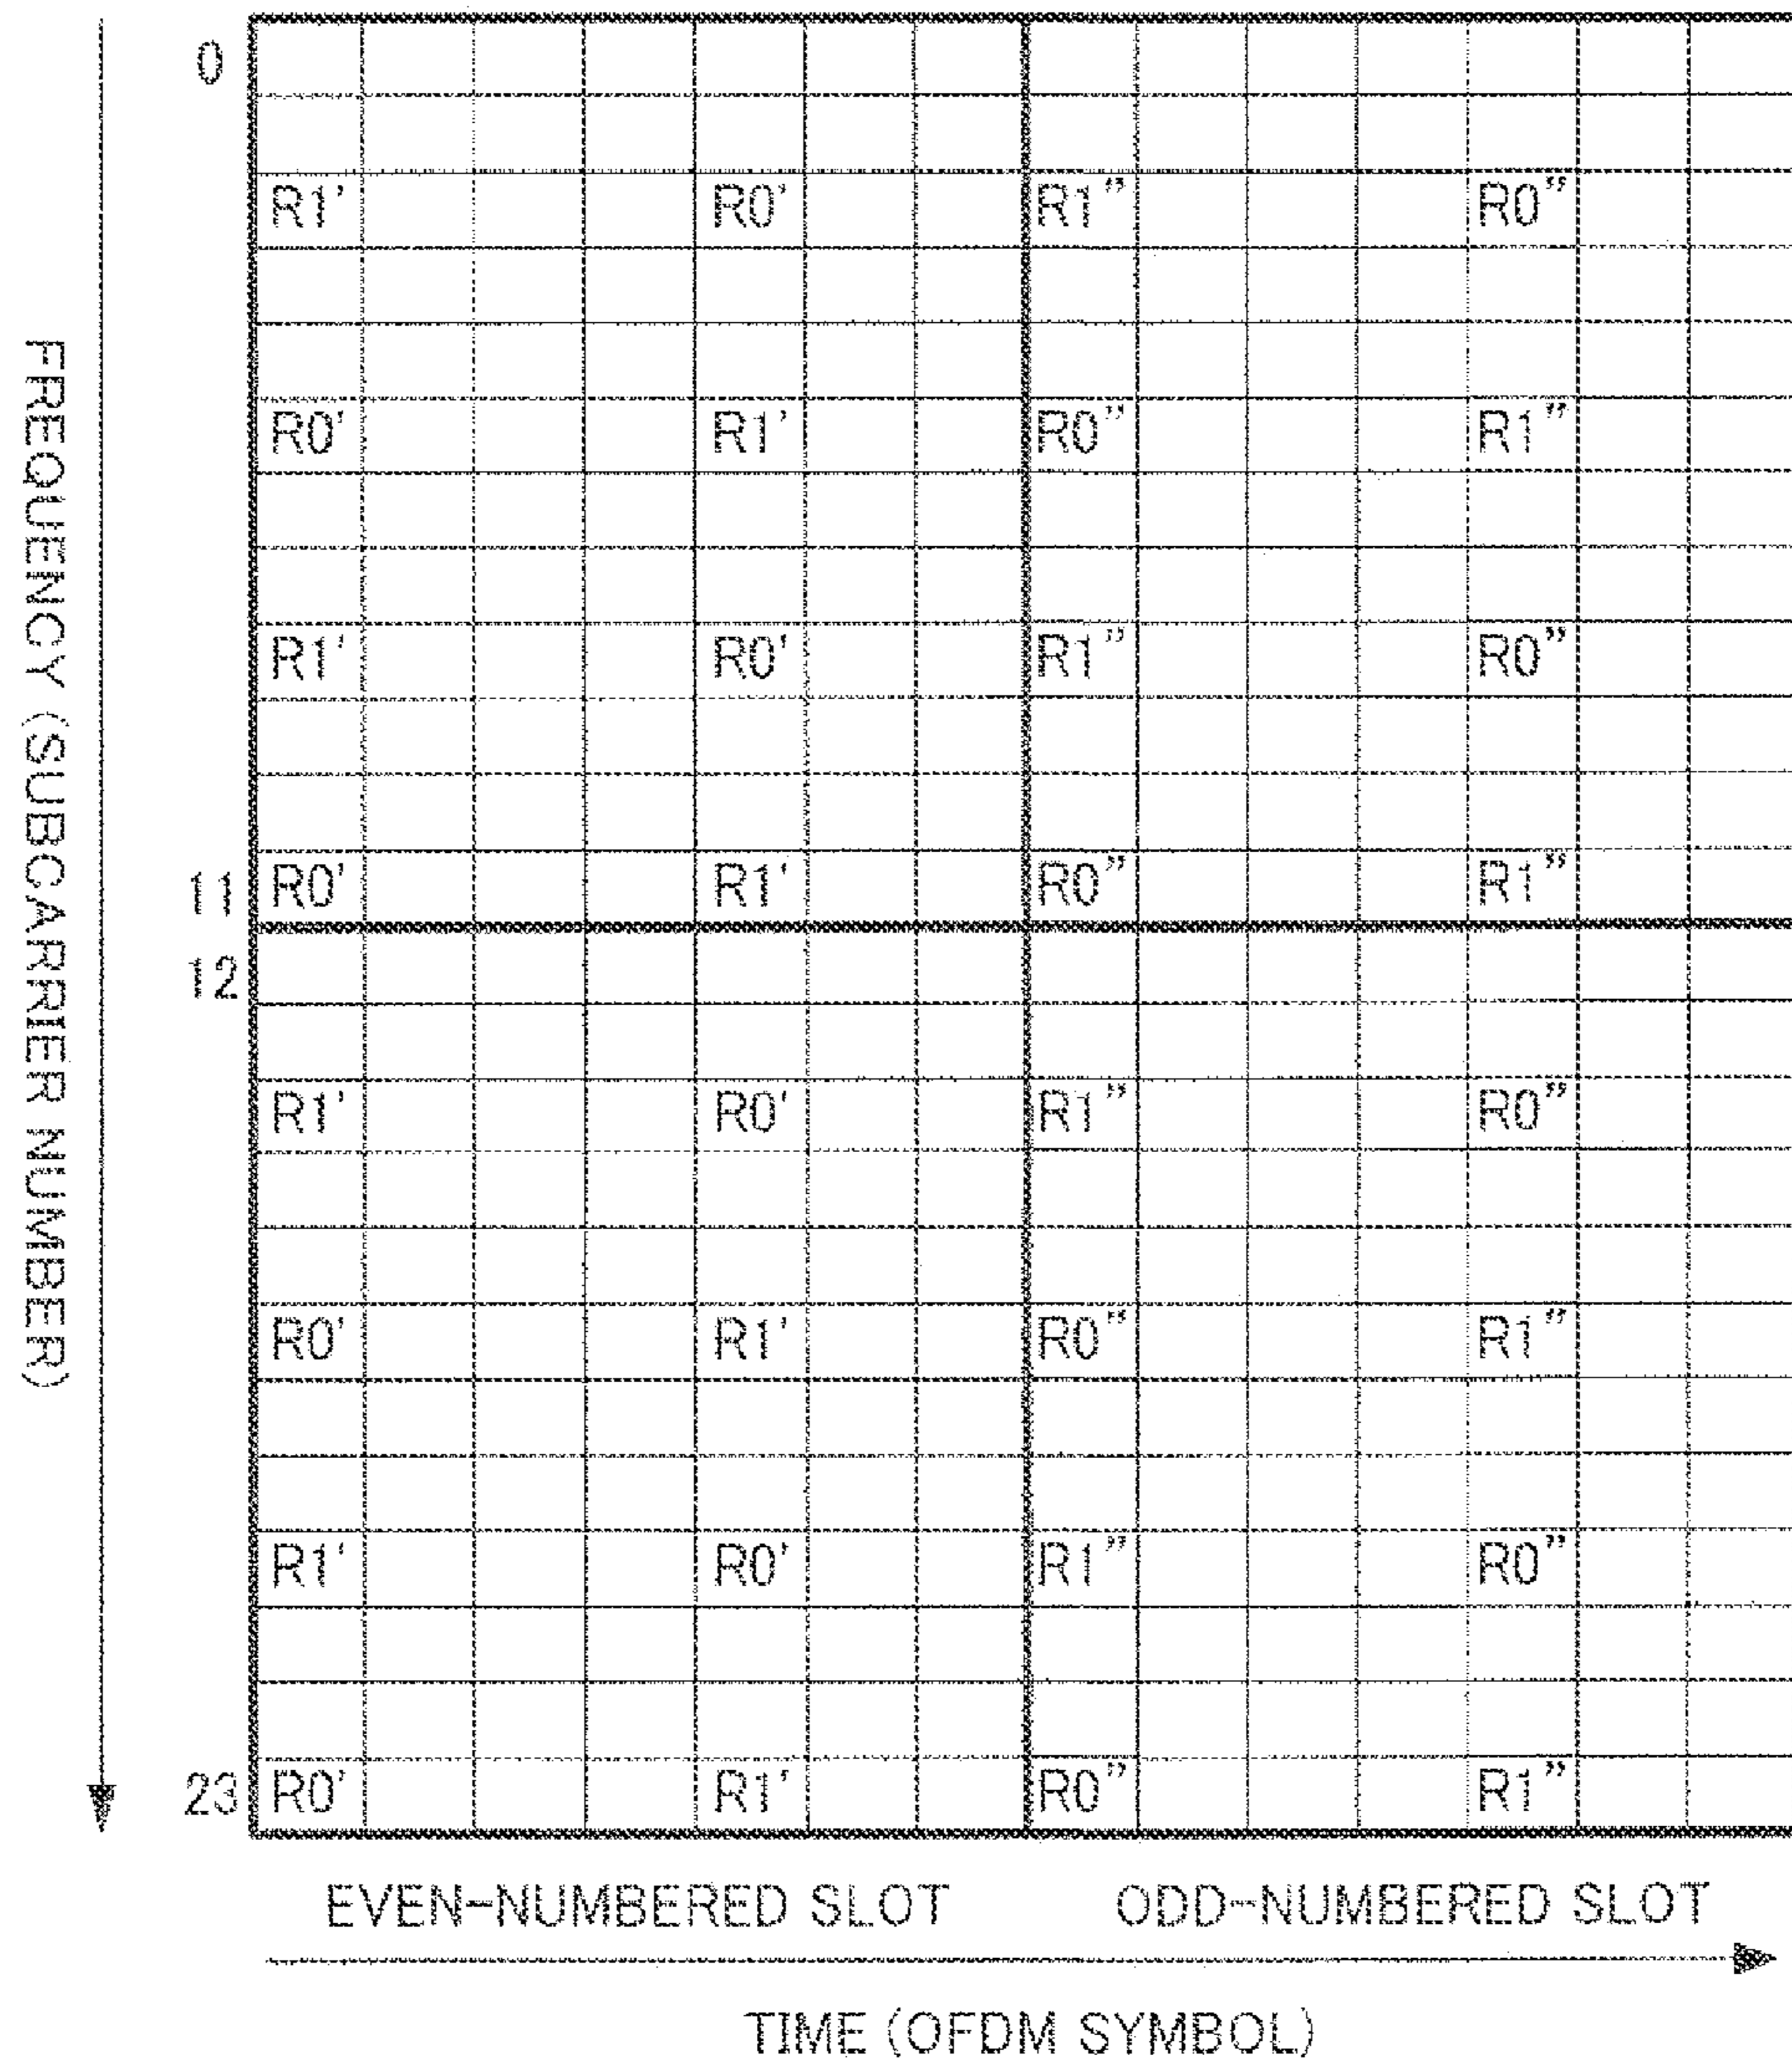 0
R1' R0' R1" R0"
R0' R1' R0" R1"
R1' R0' R1" R0"
11 R0' R1' R0" R1"
12
R1' R0' R1" R0"
R0' R1' R0" R1"
R1' R0' R1" R0"
23 R0' R1' R0" R1"
FREQUENCY (SUBCARRIER NUMBER)
EVEN-NUMBERED SLOT ODD-NUMBERED SLOT
TIME (OFDM SYMBOL)